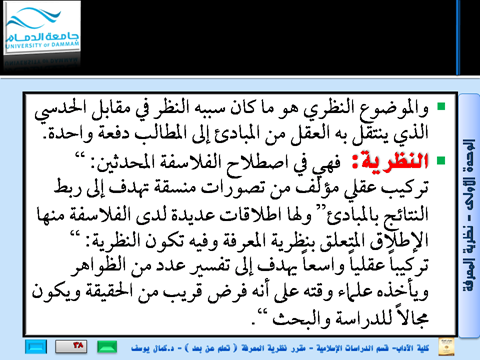 جامعة الدمام
UNIVERSITY OF DAMMAM
والموضوع النظري هو ما كان سببه النظر في مقابل الحدسي
الذي ينتقل به العقل من المبادئ إلى المطالب دفعة واحدة.
النظرية: فهي في اصطلاح الفلاسفة المحدثين: “
تركيب عقلي مؤلف من تصورات منسقة تهدف إلى ربط
النتائج بالمبادئ” ولها اطلاقات عديدة لدى الفلاسفة منها
الإطلاق المتعلق بنظرية المعرفة وفيه تكون النظرية: “
تركيباً عقلياً واسعاً يهدف إلى تفسير عدد من الظواهر
ويأخذه علماء وقته على أنه فرض قريب من الحقيقة ويكون
مجالاً للدراسة والبحث “.
الوحدة الأولى - نظرية المعرفة
كلية الآداب- قسم الدراسات الإسلامية - مقرر نظرية المعرفة ( تعلم عن بعد ) - د.كمال يوسف
٣٨